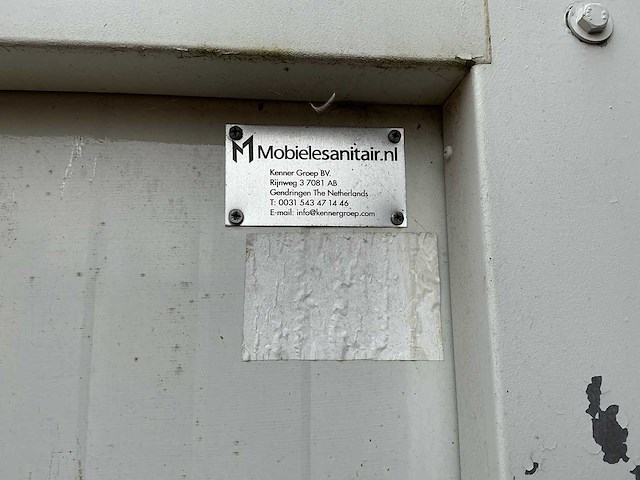 Mobielesanitair.nl
Kenner Groep BV.
Rijnweg 3 7081 AB
Gendringen The Netherlands
T: 0031 543 47 14 46
E-mail: info@kennergroep.com